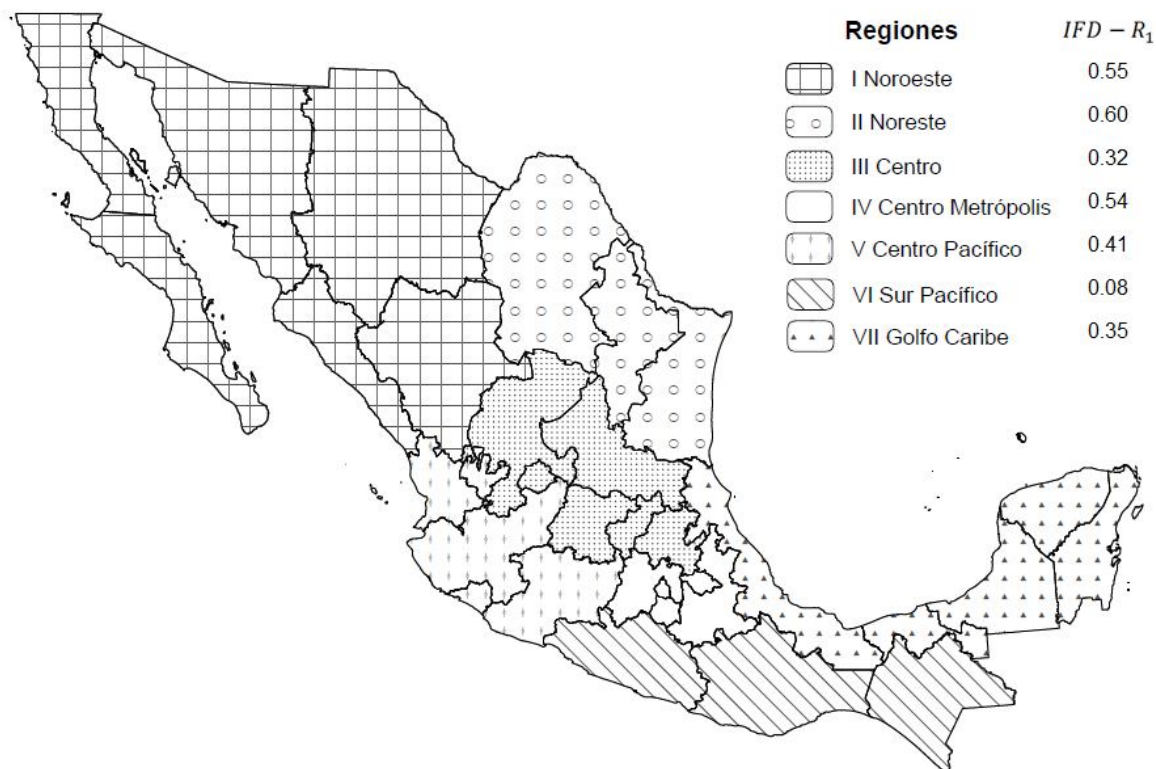 Regiones IFD − R₁
I Noroeste 0.55
II Noreste 0.60
III Centro 0.32
IV Centro Metrópolis 0.54
V Centro Pacífico 0.41
VI Sur Pacífico 0.08
VII Golfo Caribe 0.35